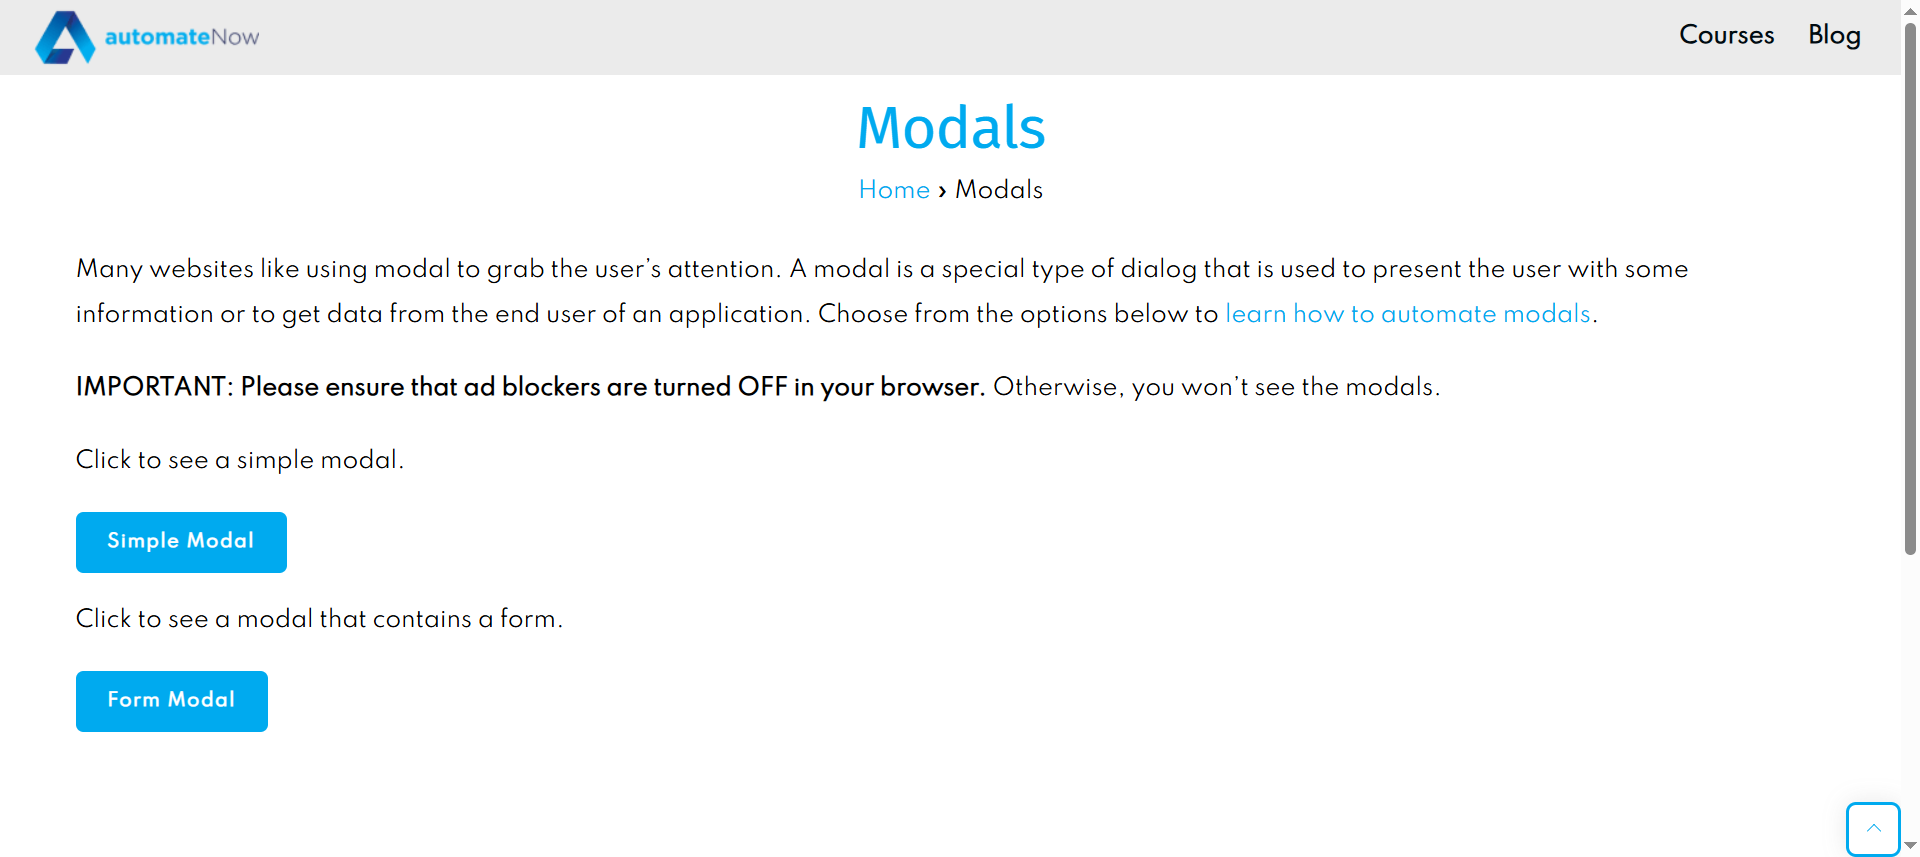 automateNow
Courses
Blog
Modals
Home › Modals
Many websites like using modal to grab the user’s attention. A modal is a special type of dialog that is used to present the user with some
information or to get data from the end user of an application. Choose from the options below to learn how to automate modals.
IMPORTANT: Please ensure that ad blockers are turned OFF in your browser. Otherwise, you won’t see the modals.
Click to see a simple modal.
Simple Modal
Click to see a modal that contains a form.
Form Modal